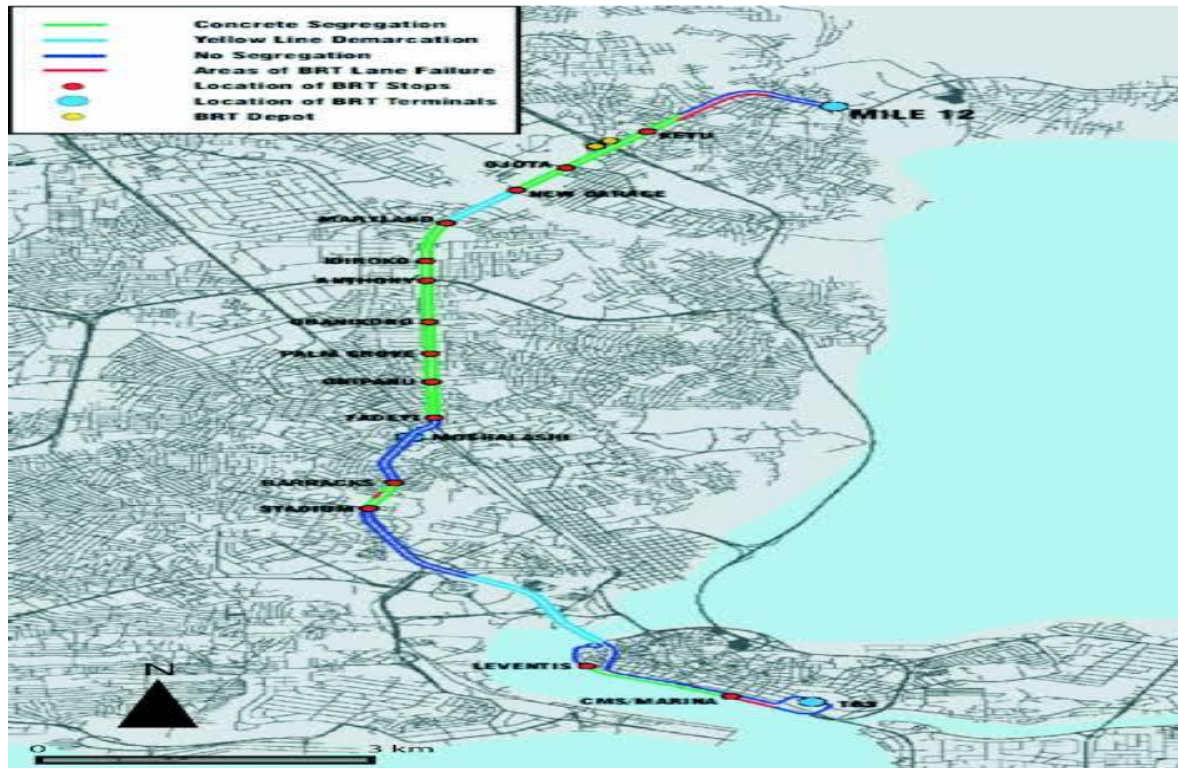 Concrete Segregation
Yellow Line Demarcation
No Segregation
Areas of BRT Lane Failure
Location of BRT Stops
Location of BRT Terminals
BRT Depot
MILE 12
KETU
OJOTA
NEW GARAGE
MARYLAND
IDIROKO
ANTHONY
OBANIKORO
PALM GROVE
ONIPANU
FADEYI
MOSHALASHI
BARRACKS
STADIUM
LEVENTIS
CMS/MARINA
TBS
N
0 3 km